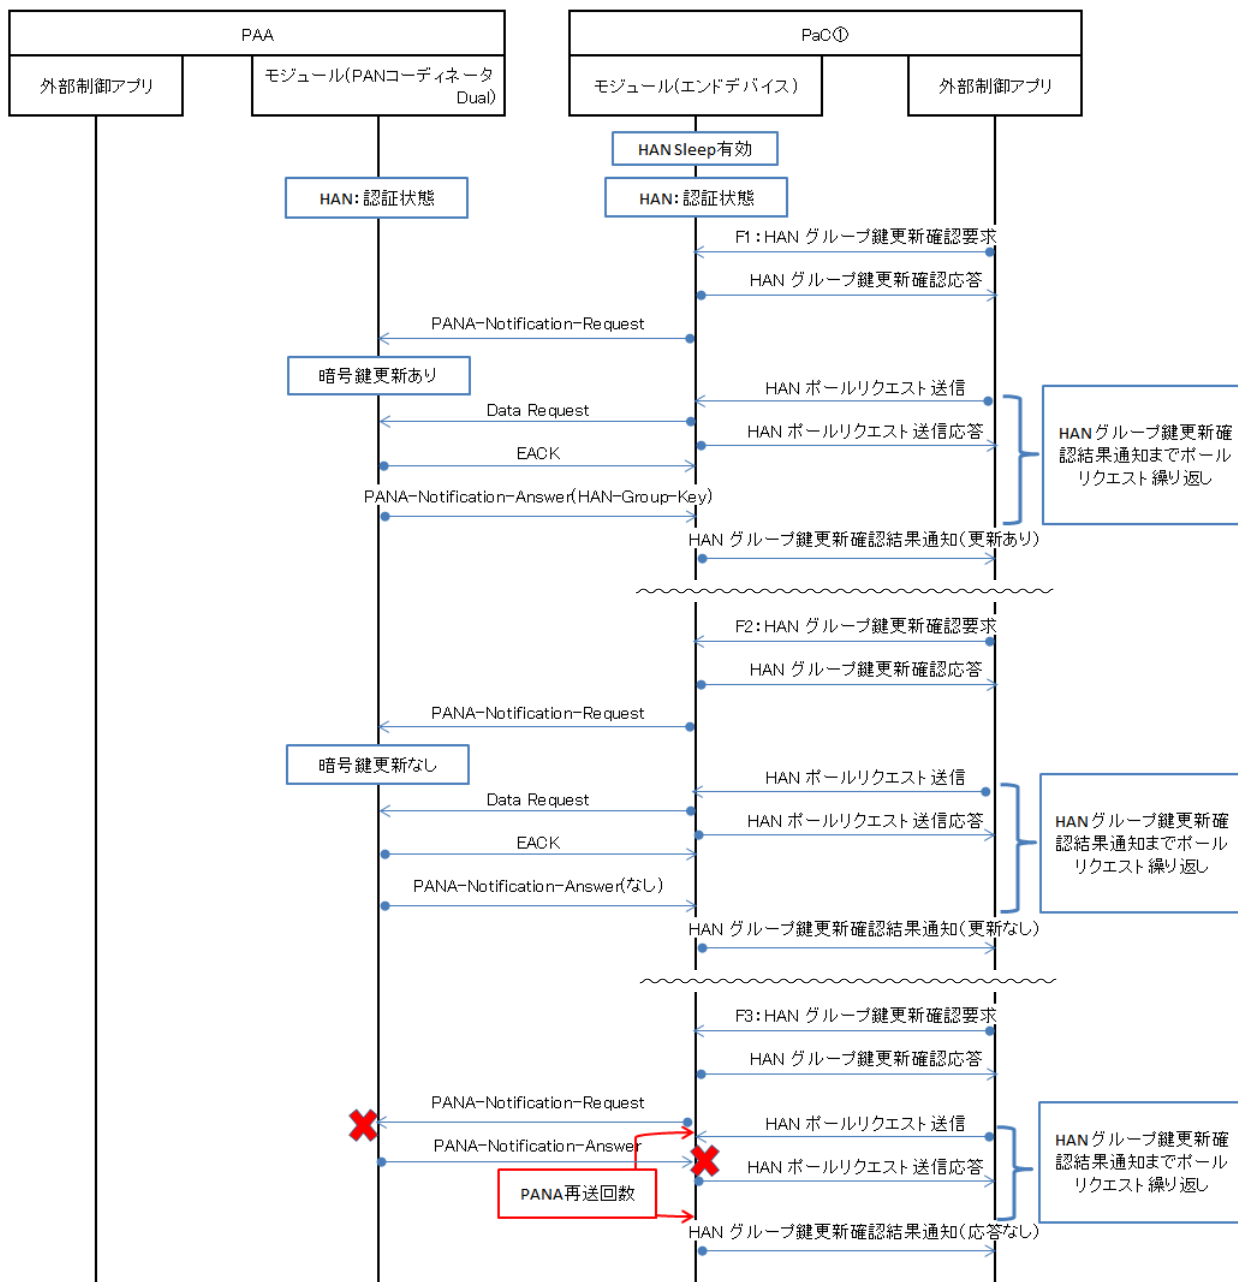 PAA
PaC①
外部制御アプリ
モジュール(PANコーディネータ
Dual)
モジュール(エンドデバイス)
外部制御アプリ
HAN Sleep有効
HAN:認証状態
HAN:認証状態
F1:HAN グループ鍵更新確認要求
HAN グループ鍵更新確認応答
PANA-Notification-Request
暗号鍵更新あり
HAN ポールリクエスト送信
Data Request
HAN ポールリクエスト送信応答
EACK
PANA-Notification-Answer(HAN-Group-Key)
HANグループ鍵更新確
認結果通知までポール
リクエスト繰り返し
HAN グループ鍵更新確認結果通知(更新あり)
F2:HAN グループ鍵更新確認要求
HAN グループ鍵更新確認応答
PANA-Notification-Request
暗号鍵更新なし
HAN ポールリクエスト送信
Data Request
HAN ポールリクエスト送信応答
EACK
PANA-Notification-Answer(なし)
HANグループ鍵更新確
認結果通知までポール
リクエスト繰り返し
HAN グループ鍵更新確認結果通知(更新なし)
F3:HAN グループ鍵更新確認要求
HAN グループ鍵更新確認応答
PANA-Notification-Request
HAN ポールリクエスト送信
PANA-Notification-Answer
HAN ポールリクエスト送信応答
PANA再送回数
HANグループ鍵更新確
認結果通知までポール
リクエスト繰り返し
HAN グループ鍵更新確認結果通知(応答なし)